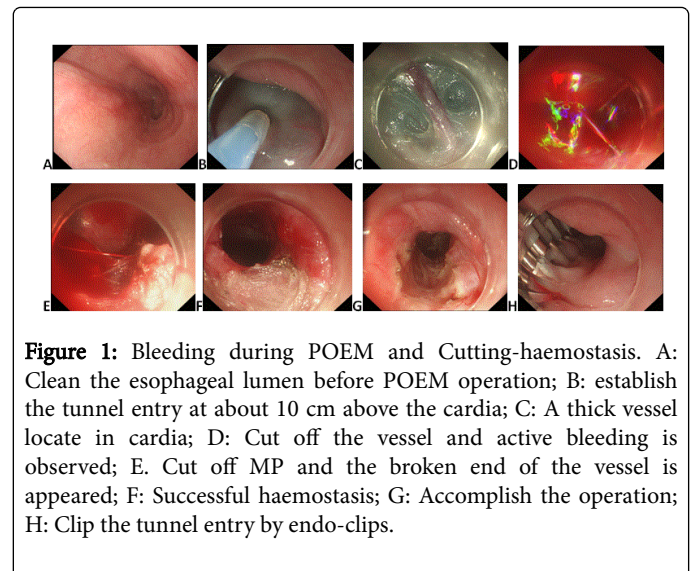 A B C D
E F G H
Figure 1: Bleeding during POEM and Cutting-haemostasis. A:
Clean the esophageal lumen before POEM operation; B: establish
the tunnel entry at about 10 cm above the cardia; C: A thick vessel
locate in cardia; D: Cut off the vessel and active bleeding is
observed; E. Cut off MP and the broken end of the vessel is
appeared; F: Successful haemostasis; G: Accomplish the operation;
H: Clip the tunnel entry by endo-clips.